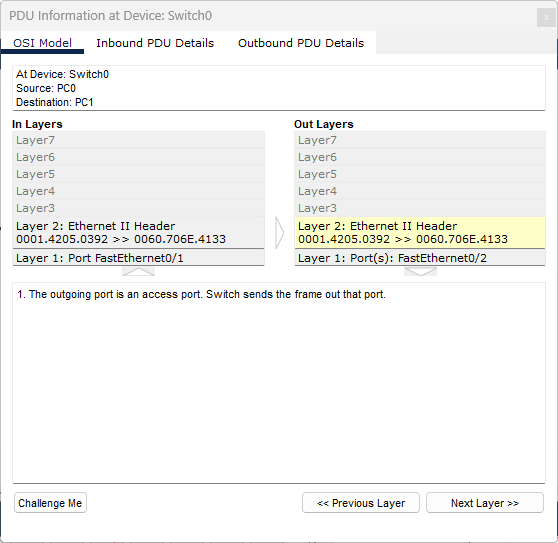 PDU Information at Device: Switch0
x
OSI Model Inbound PDU Details Outbound PDU Details
At Device: Switch0
Source: PC0
Destination: PC1
In Layers
Layer7
Layer6
Layer5
Layer4
Layer3
Layer 2: Ethernet II Header
0001.4205.0392 >> 0060.706E.4133
Layer 1: Port FastEthernet0/1
Out Layers
Layer7
Layer6
Layer5
Layer4
Layer3
Layer 2: Ethernet II Header
0001.4205.0392 >> 0060.706E.4133
Layer 1: Port(s): FastEthernet0/2
1. The outgoing port is an access port. Switch sends the frame out that port.
Challenge Me << Previous Layer Next Layer >>